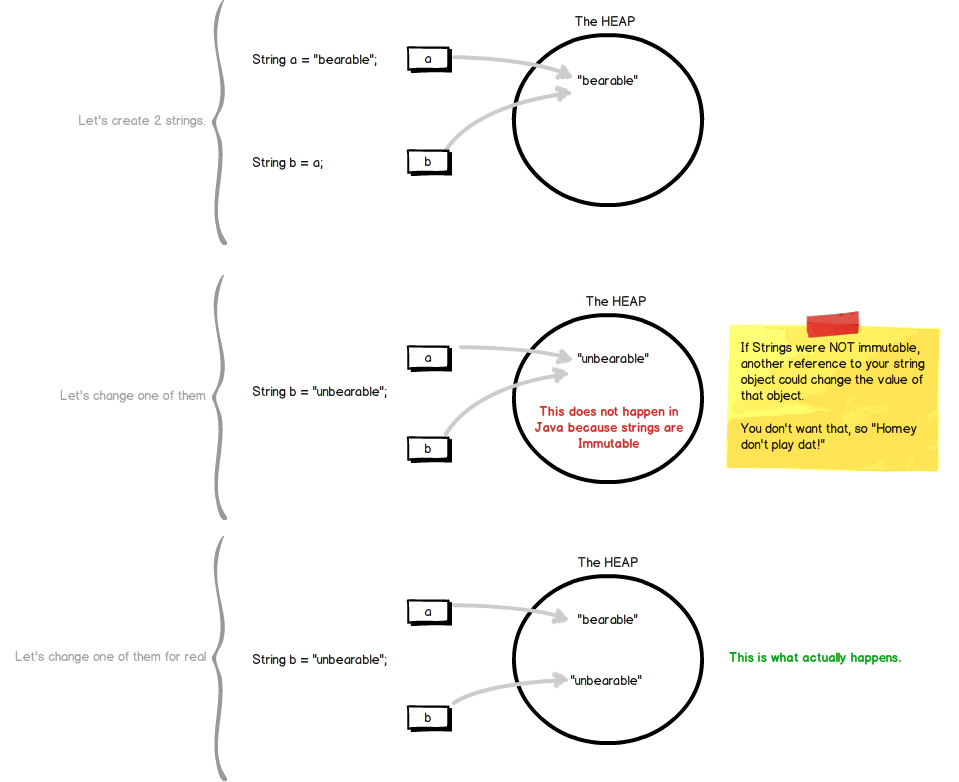 The HEAP
String a = "bearable";
a
"bearable"
Let's create 2 strings.
String b = a;
b
The HEAP
a
"unbearable"
Let's change one of them
String b = "unbearable";
This does not happen in
Java because strings are
Immutable
b
If Strings were NOT immutable,
another reference to your string
object could change the value of
that object.
You don't want that, so "Homey
don't play dat!"
The HEAP
a
"bearable"
Let's change one of them for real
String b = "unbearable";
"unbearable"
b
This is what actually happens.